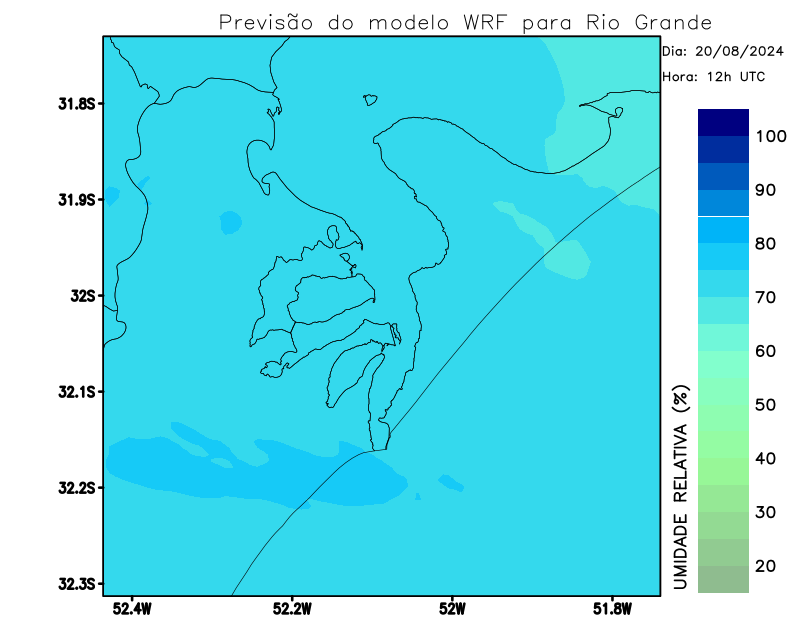 Previsão do modelo WRF para Rio Grande
Dia: 20/08/2024
Hora: 12h UTC
31.8S
31.9S
32S
32.1S
32.2S
32.3S
52.4W
52.2W
52W
51.8W
100
90
80
70
60
50
40
30
20
UMIDADE RELATIVA (%)